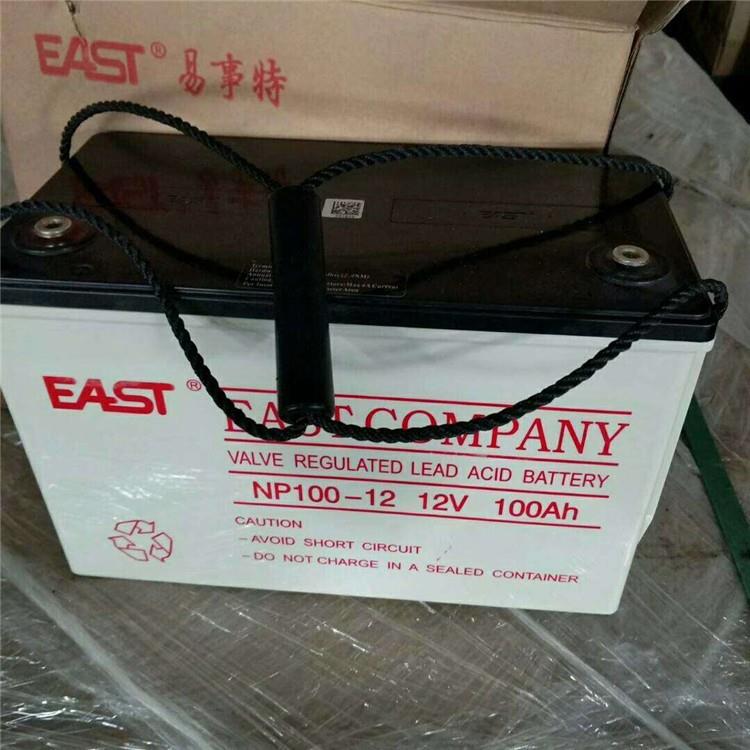 EAST® 易事特
EAST
EAST®
EAST COMPANY
VALVE REGULATED LEAD ACID BATTERY
NP100-12 12V 100Ah
CAUTION
-AVOID SHORT CIRCUIT
-DO NOT CHARGE IN A SEALED CONTAINER